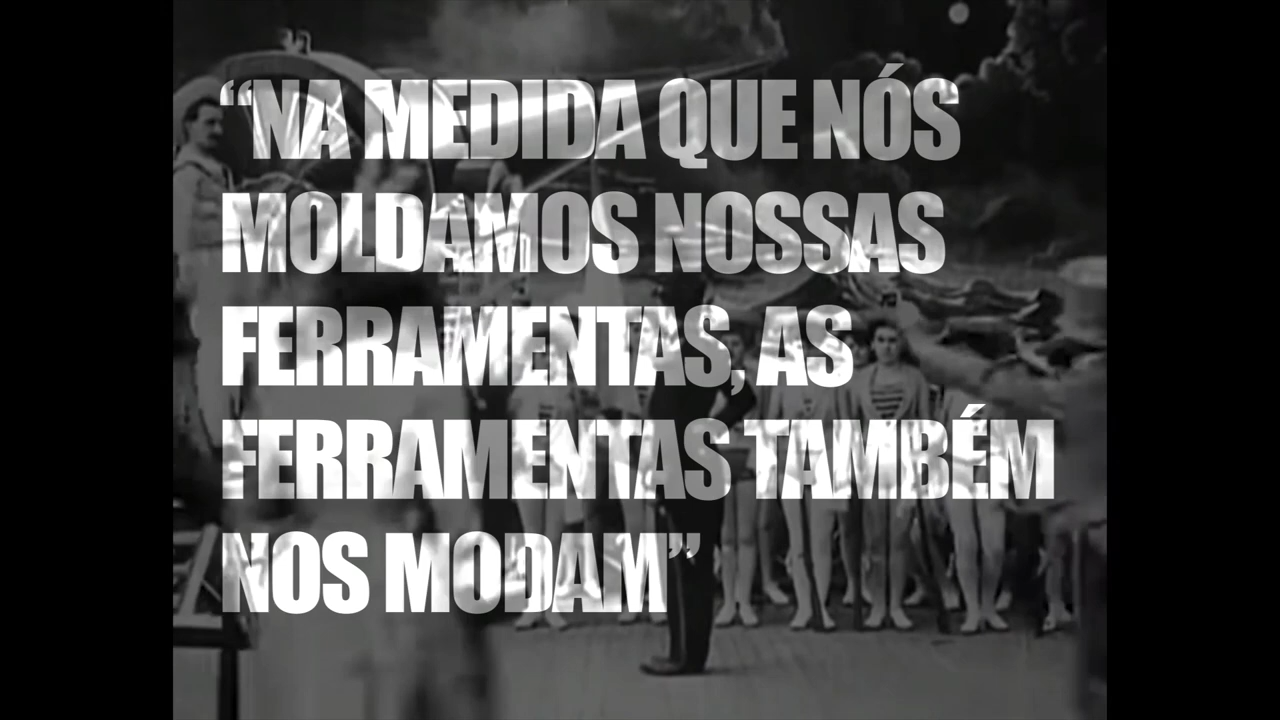 “NA MEDIDA QUE NÓS
MOLDAMOS NOSSAS
FERRAMENTAS, AS
FERRAMENTAS TAMBÉM
NOS MODAM”